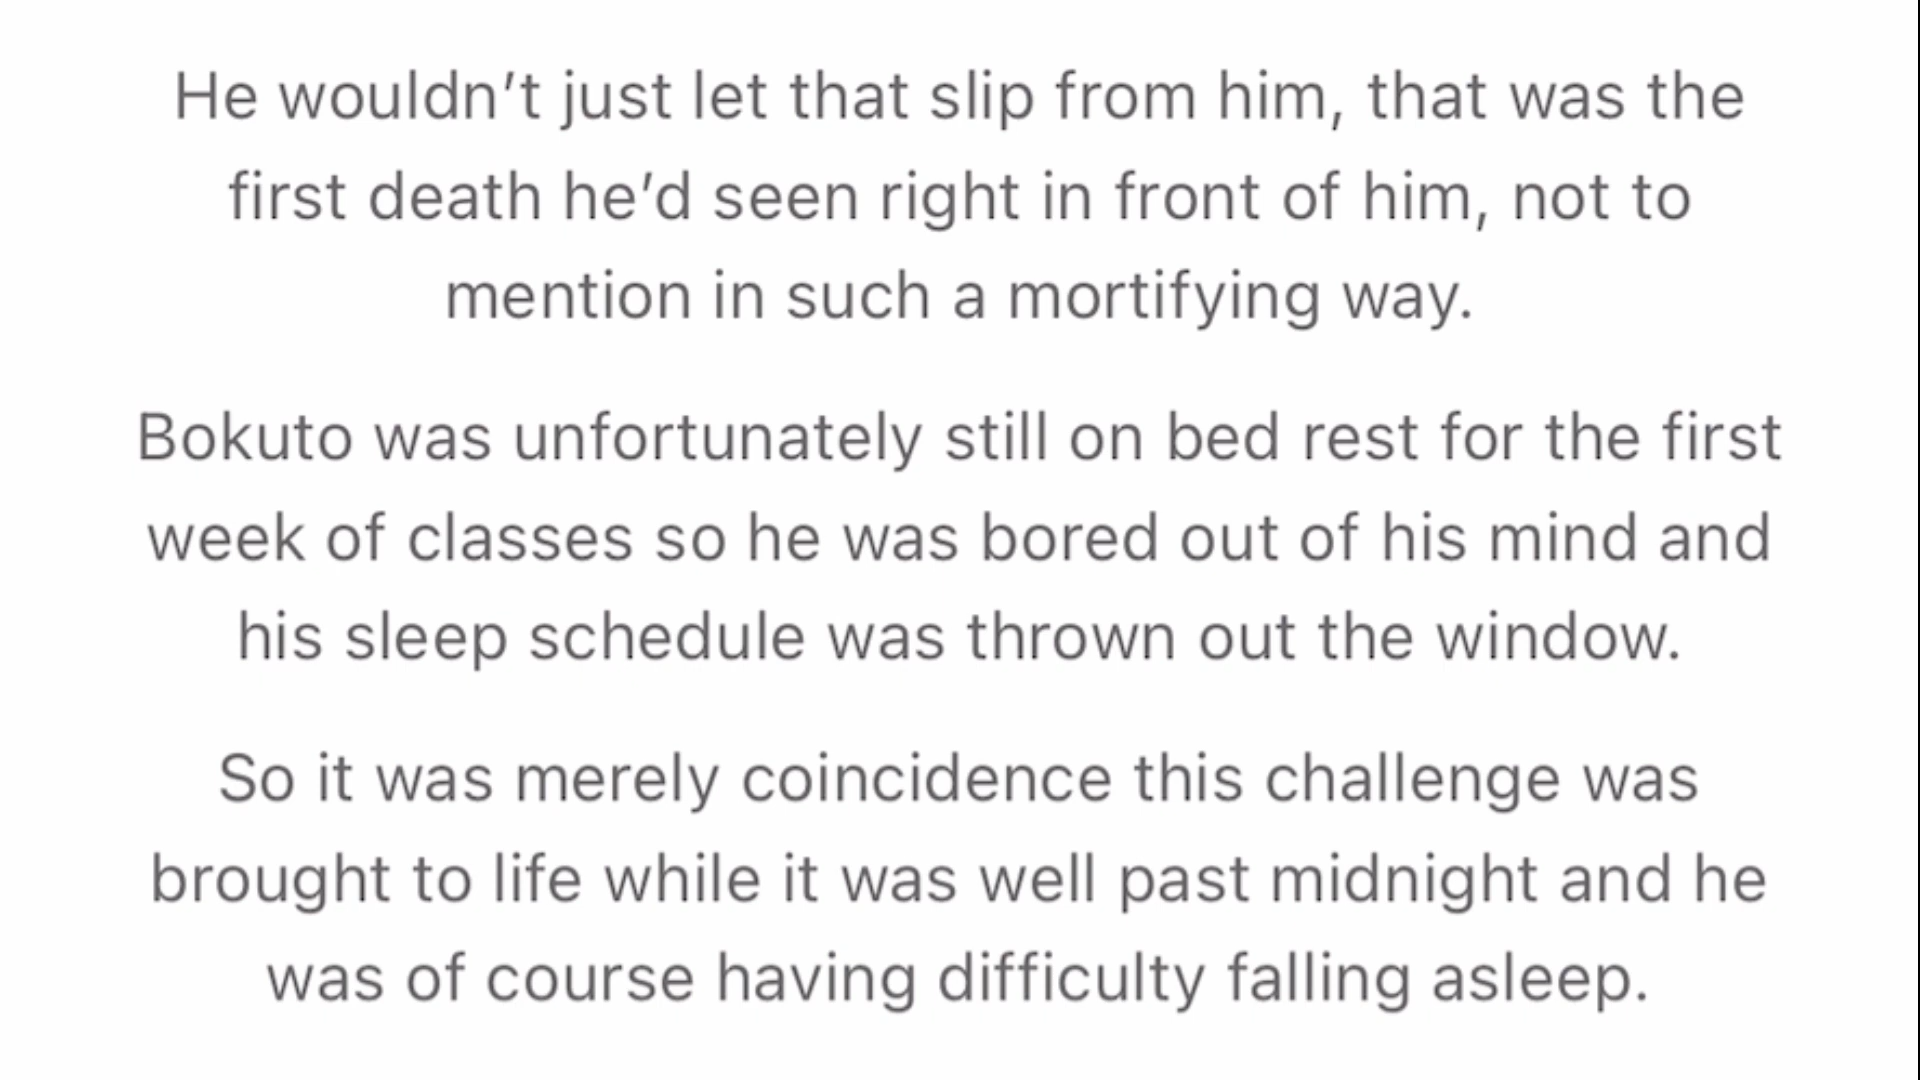 He wouldn’t just let that slip from him, that was the
first death he’d seen right in front of him, not to
mention in such a mortifying way.
Bokuto was unfortunately still on bed rest for the first
week of classes so he was bored out of his mind and
his sleep schedule was thrown out the window.
So it was merely coincidence this challenge was
brought to life while it was well past midnight and he
was of course having difficulty falling asleep.